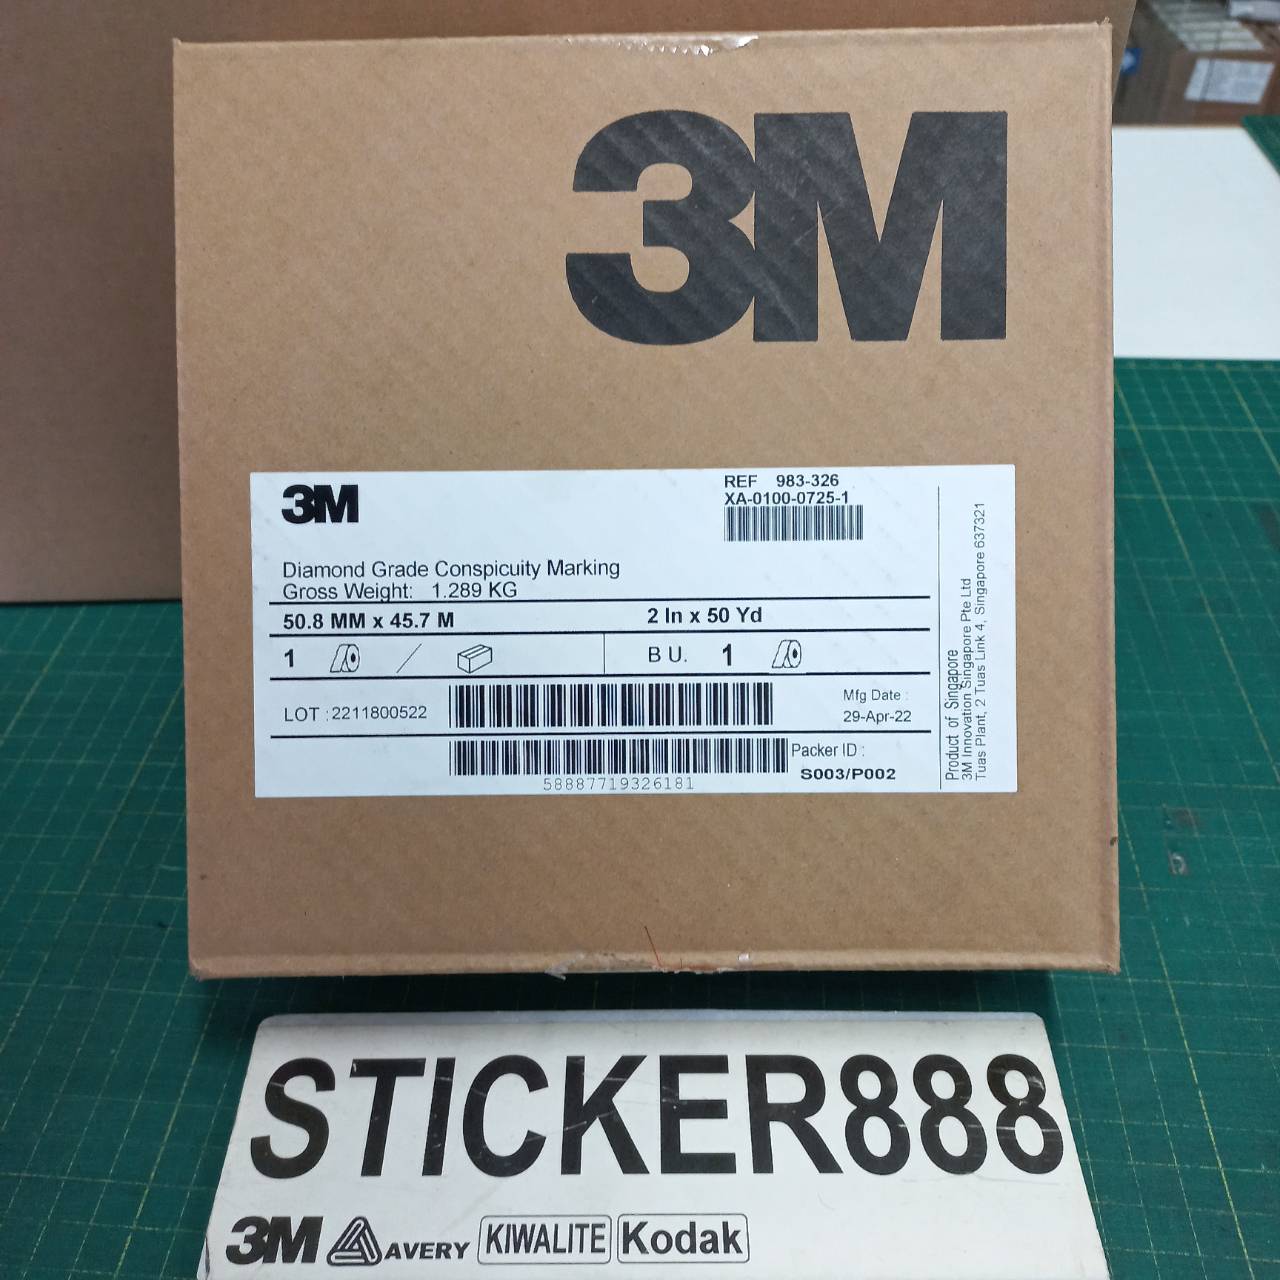 3M
3M
REF 983-326
XA-0100-0725-1
Diamond Grade Conspicuity Marking
Gross Weight: 1.289 KG
50.8 MM x 45.7 M 2 In x 50 Yd
1 / B U. 1
LOT : 2211800522
Mfg Date :
29-Apr-22
58887719326181
Packer ID :
S003/P002
Product of Singapore
3M Innovation Singapore Pte Ltd
Tuas Plant, 2 Tuas Link 4, Singapore 637321
STICKER888
3M AVERY KIWALITE Kodak